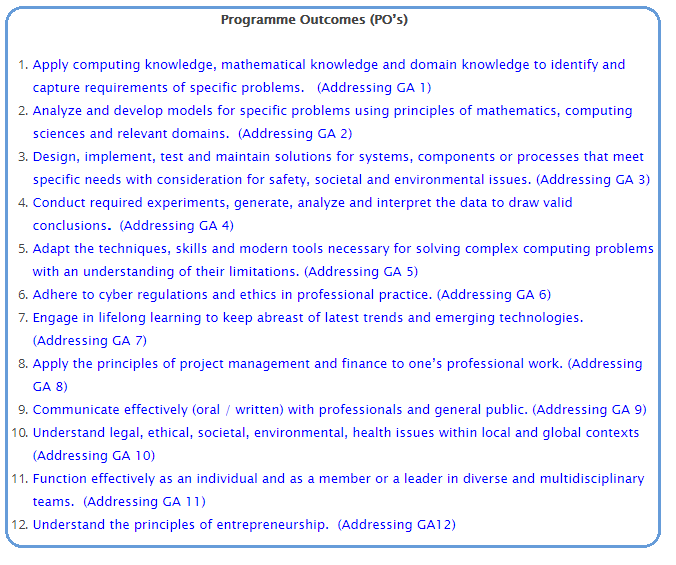 Programme Outcomes (PO's)
1. Apply computing knowledge, mathematical knowledge and domain knowledge to identify and
capture requirements of specific problems.   (Addressing GA 1)
2. Analyze and develop models for specific problems using principles of mathematics, computing
sciences and relevant domains.  (Addressing GA 2)
3. Design, implement, test and maintain solutions for systems, components or processes that meet
specific needs with consideration for safety, societal and environmental issues. (Addressing GA 3)
4. Conduct required experiments, generate, analyze and interpret the data to draw valid
conclusions.  (Addressing GA 4)
5. Adapt the techniques, skills and modern tools necessary for solving complex computing problems
with an understanding of their limitations. (Addressing GA 5)
6. Adhere to cyber regulations and ethics in professional practice. (Addressing GA 6)
7. Engage in lifelong learning to keep abreast of latest trends and emerging technologies.
(Addressing GA 7)
8. Apply the principles of project management and finance to one's professional work. (Addressing
GA 8)
9. Communicate effectively (oral / written) with professionals and general public. (Addressing GA 9)
10. Understand legal, ethical, societal, environmental, health issues within local and global contexts
(Addressing GA 10)
11. Function effectively as an individual and as a member or a leader in diverse and multidisciplinary
teams.  (Addressing GA 11)
12. Understand the principles of entrepreneurship.  (Addressing GA12)